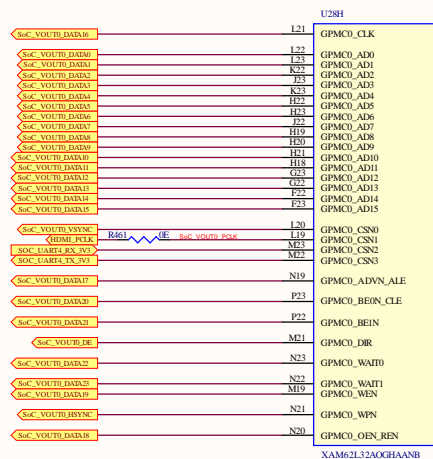 U28H
SoC_VOUT0_DATA16 L21 GPMC0_CLK
SoC_VOUT0_DATA0 L22 GPMC0_AD0
SoC_VOUT0_DATA1 L23 GPMC0_AD1
SoC_VOUT0_DATA2 K22 GPMC0_AD2
SoC_VOUT0_DATA3 J23 GPMC0_AD3
SoC_VOUT0_DATA4 K23 GPMC0_AD4
SoC_VOUT0_DATA5 H22 GPMC0_AD5
SoC_VOUT0_DATA6 H23 GPMC0_AD6
SoC_VOUT0_DATA7 J22 GPMC0_AD7
SoC_VOUT0_DATA8 H19 GPMC0_AD8
SoC_VOUT0_DATA9 H20 GPMC0_AD9
SoC_VOUT0_DATA10 H21 GPMC0_AD10
SoC_VOUT0_DATA11 H18 GPMC0_AD11
SoC_VOUT0_DATA12 G23 GPMC0_AD12
SoC_VOUT0_DATA13 G22 GPMC0_AD13
SoC_VOUT0_DATA14 F22 GPMC0_AD14
SoC_VOUT0_DATA15 F23 GPMC0_AD15
SoC_VOUT0_VSYNC L20 GPMC0_CSN0
HDMI_PCLK R461 0E SoC_VOUT0_PCLK L19 GPMC0_CSN1
SOC_UART4_RX_3V3 M23 GPMC0_CSN2
SOC_UART4_TX_3V3 M22 GPMC0_CSN3
SoC_VOUT0_DATA17 N19 GPMC0_ADVN_ALE
SoC_VOUT0_DATA20 P23 GPMC0_BE0N_CLE
SoC_VOUT0_DATA21 P22 GPMC0_BE1N
SoC_VOUT0_DE M21 GPMC0_DIR
SoC_VOUT0_DATA22 N23 GPMC0_WAIT0
SoC_VOUT0_DATA23 N22 GPMC0_WAIT1
SoC_VOUT0_DATA19 M19 GPMC0_WEN
SoC_VOUT0_HSYNC N21 GPMC0_WPN
SoC_VOUT0_DATA18 N20 GPMC0_OEN_REN
XAM62L32AOGHAANB